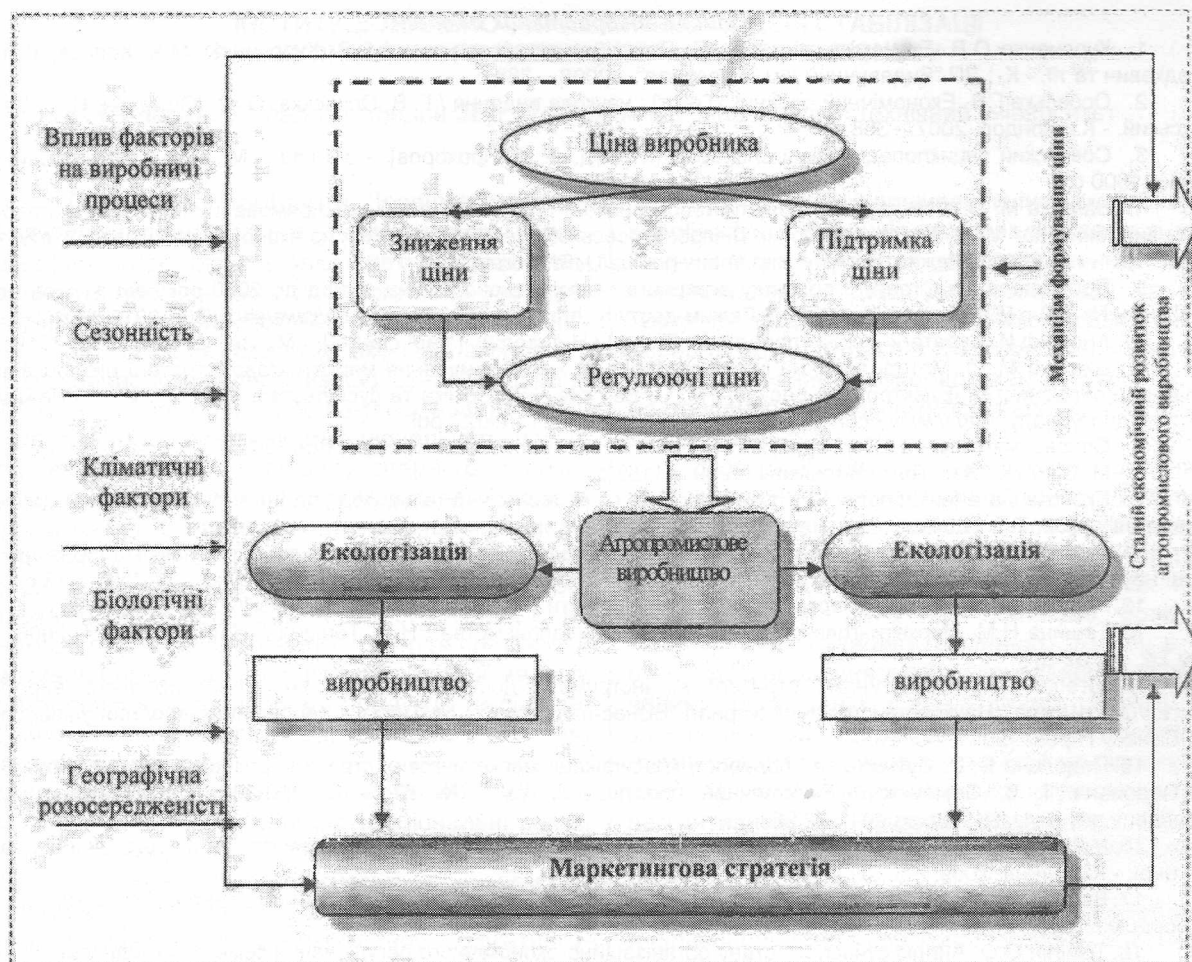 Вплив факторів
на виробничі
процеси
Сезонність
Кліматичні
фактори
Біологічні
фактори
Географічна
розосередженість
Ціна виробника
Зниження
ціни
Підтримка
ціни
Регулюючі ціни
Механізм формування ціни
Агропромислове
виробництво
Екологізація
Екологізація
виробництво
виробництво
Маркетингова стратегія
Сталий економічний розвиток
агропромислового виробництва